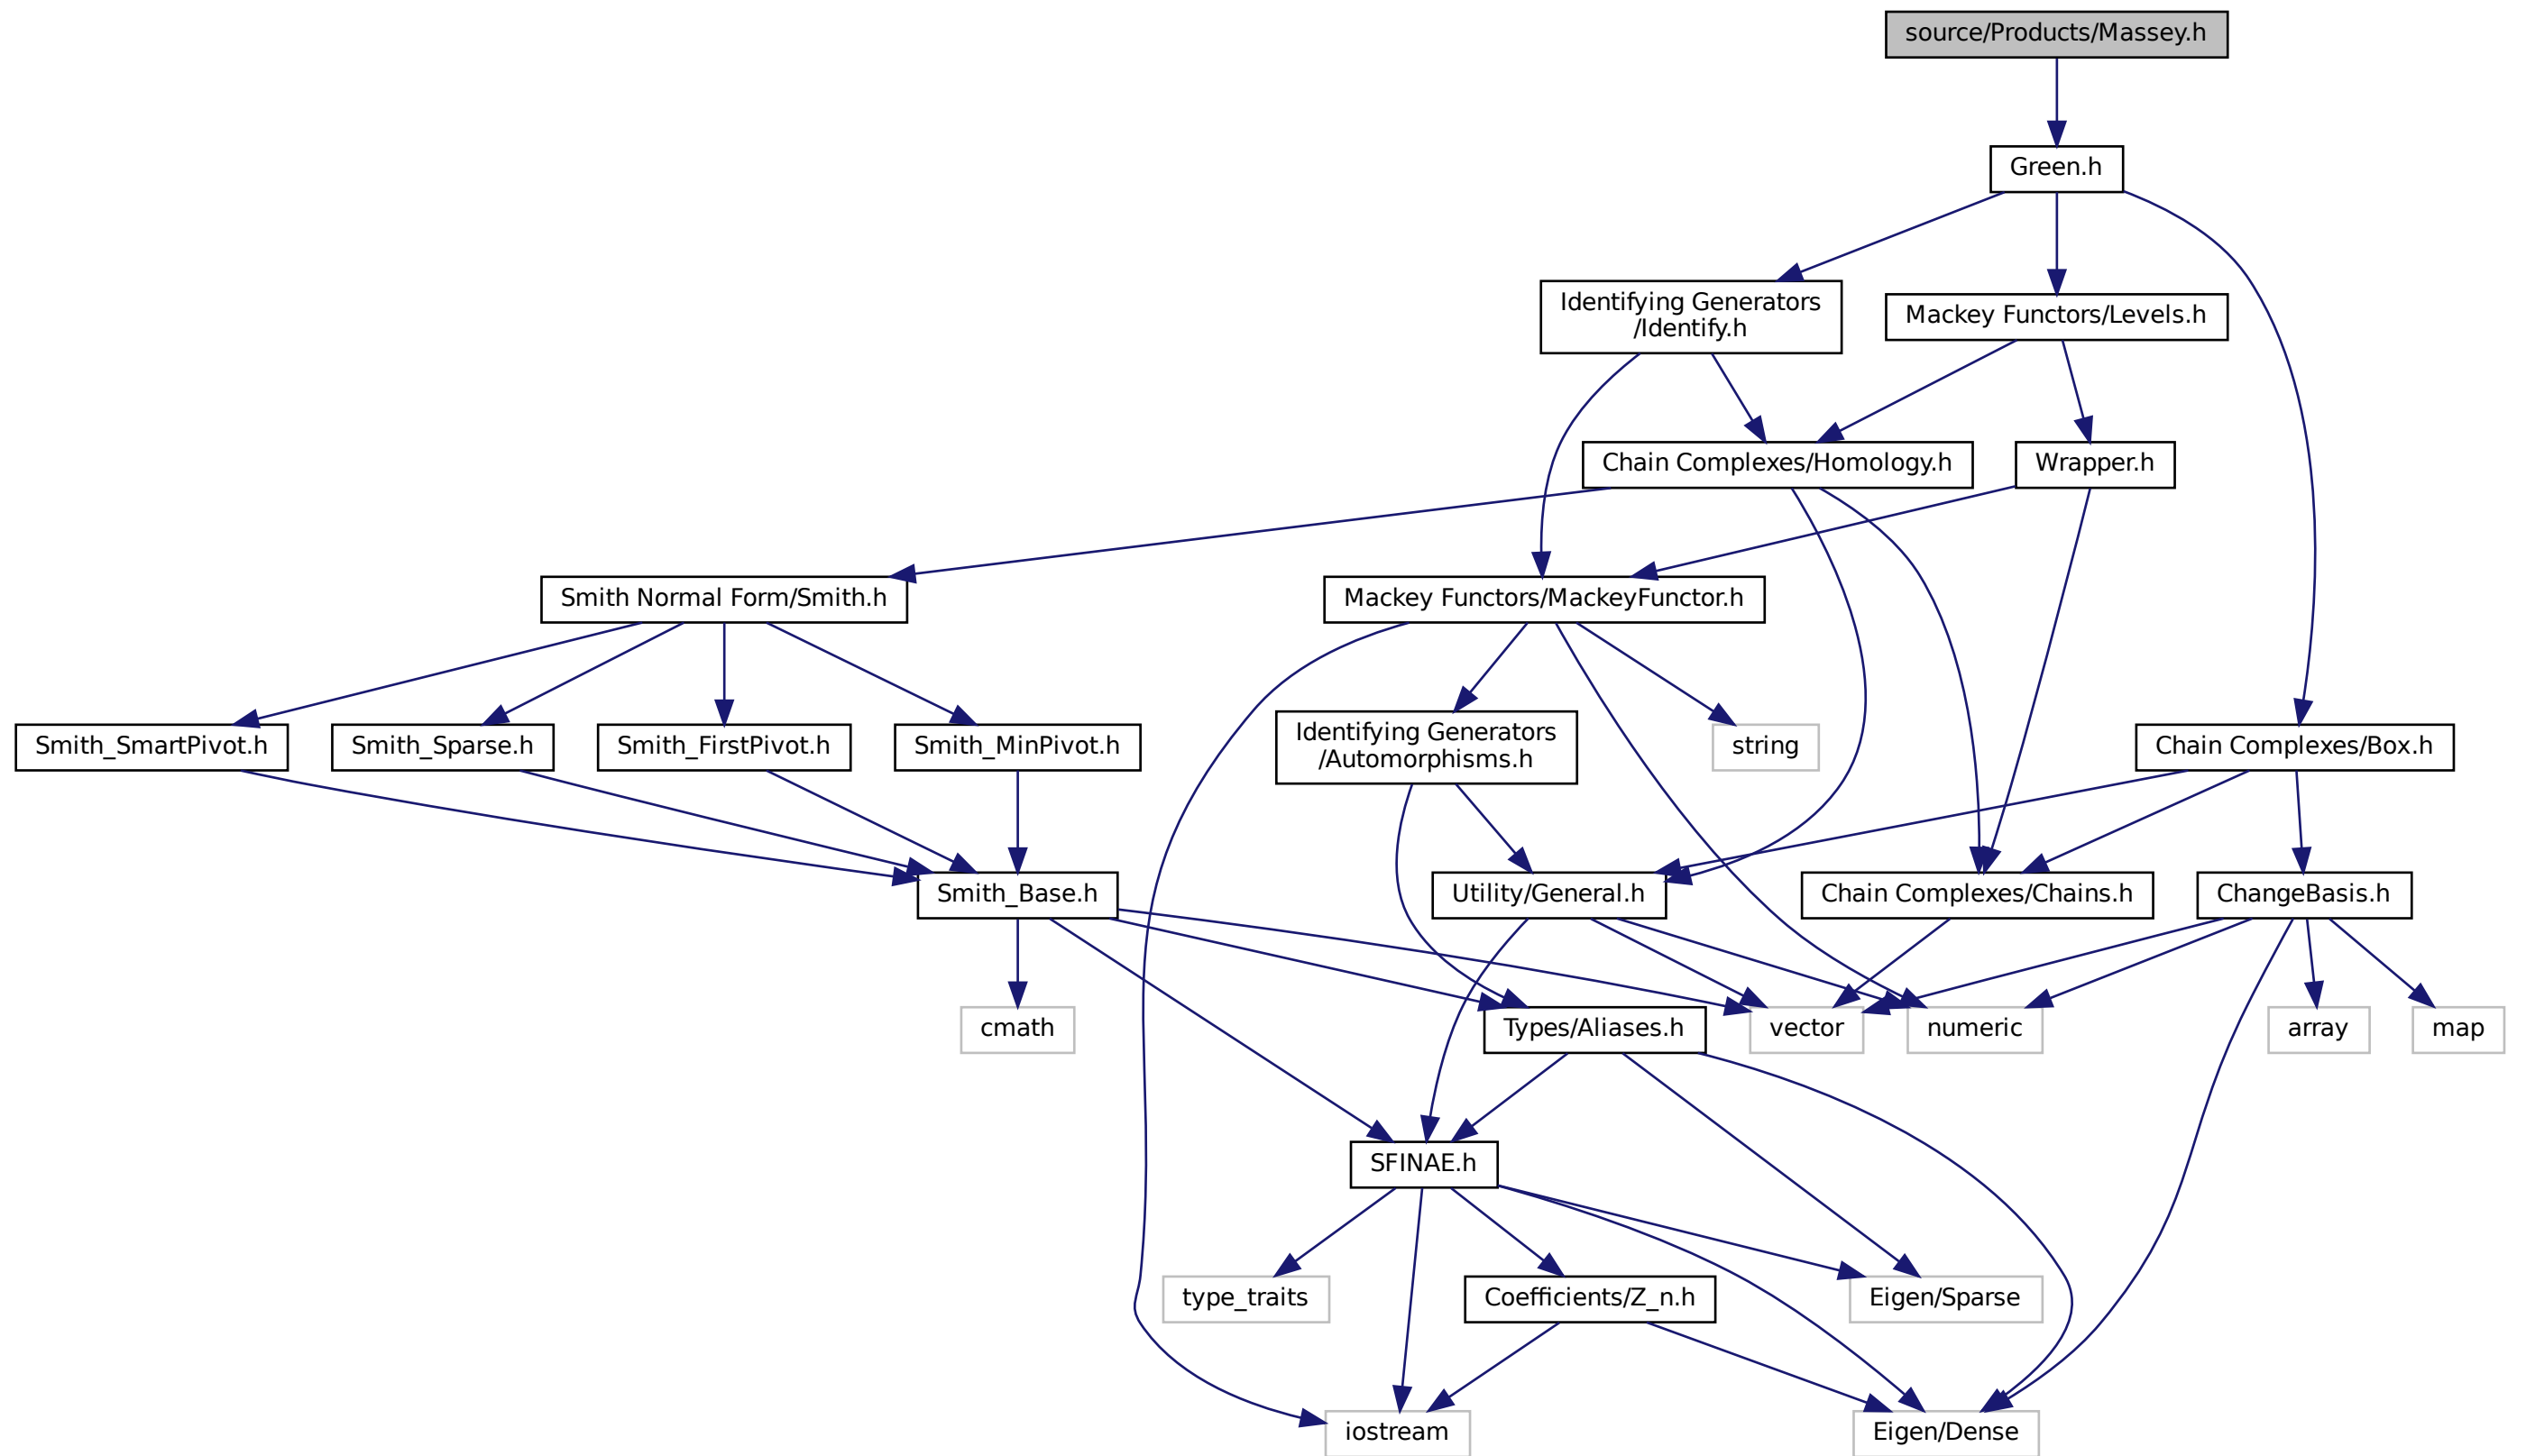 source/Products/Massey.h
Green.h
Identifying Generators
/Identify.h
Mackey Functors/Levels.h
Chain Complexes/Homology.h
Wrapper.h
Smith Normal Form/Smith.h
Mackey Functors/MackeyFunctor.h
Smith_SmartPivot.h
Smith_Sparse.h
Smith_FirstPivot.h
Smith_MinPivot.h
Identifying Generators
/Automorphisms.h
string
Chain Complexes/Box.h
Smith_Base.h
Utility/General.h
Chain Complexes/Chains.h
ChangeBasis.h
cmath
Types/Aliases.h
vector
numeric
array
map
SFINAE.h
type_traits
Coefficients/Z_n.h
Eigen/Sparse
iostream
Eigen/Dense